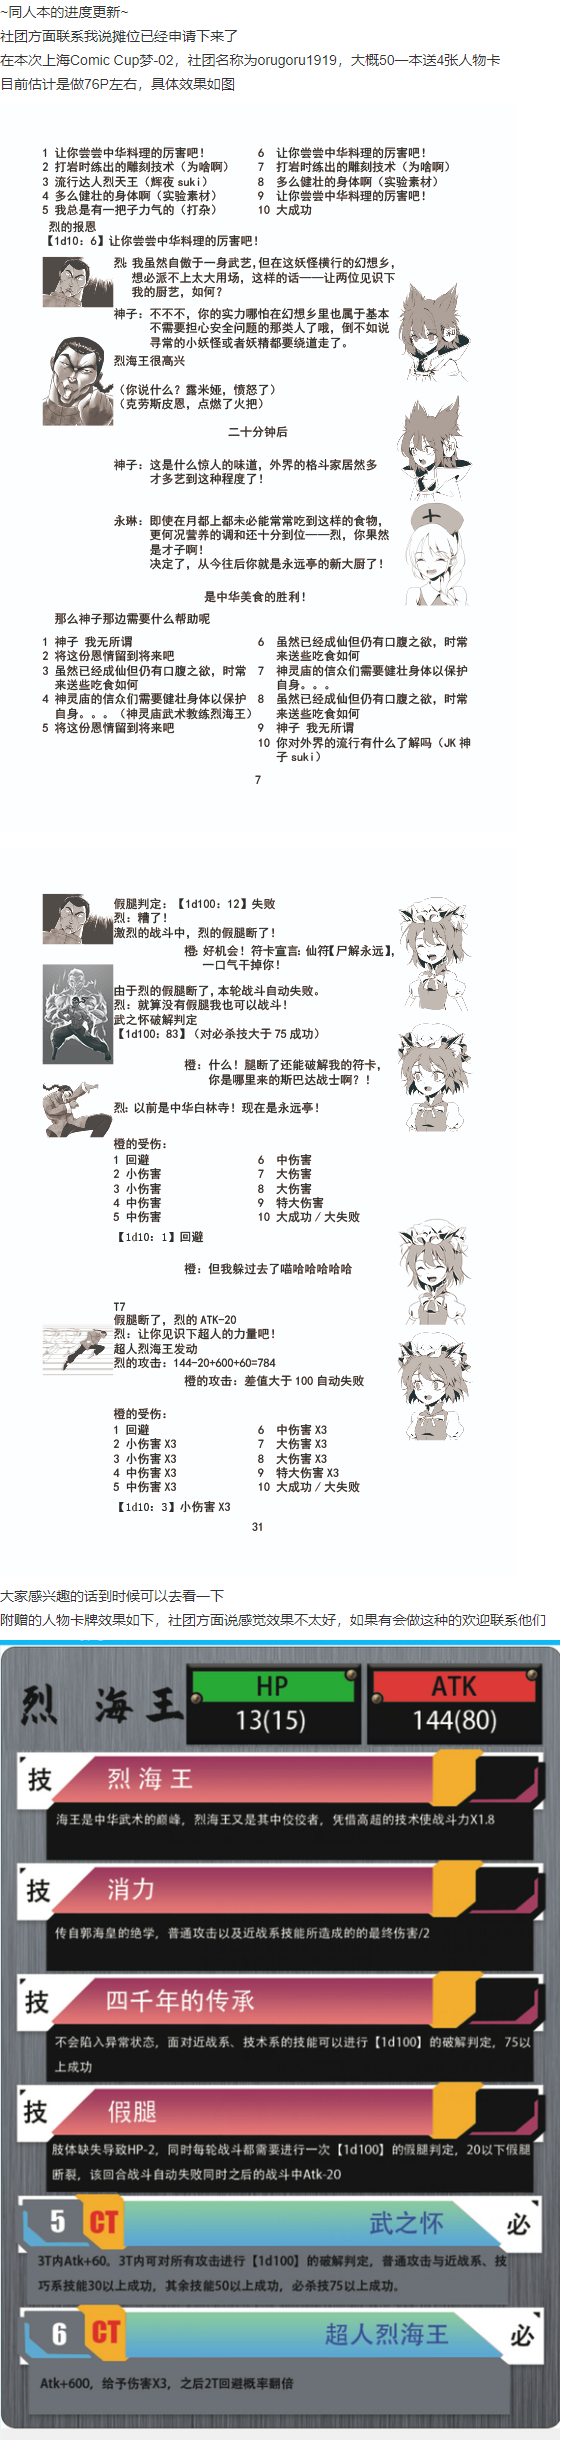 ~同人本的进度更新~
社团方面联系我说摊位已经申请下来了
在本次上海Comic Cup梦-02，社团名称为orugoru1919，大概50一本送4张人物卡
目前估计是做76P左右，具体效果如图
1 让你尝尝中华料理的厉害吧！
2 打岩时练出的雕刻技术（为啥啊）
3 流行达人烈天王（辉夜 suki）
4 多么健壮的身体啊（实验素材）
5 我总是有一把子力气的（打杂）
6 让你尝尝中华料理的厉害吧！
7 打岩时练出的雕刻技术（为啥啊）
8 多么健壮的身体啊（实验素材）
9 让你尝尝中华料理的厉害吧！
10 大成功
烈的报恩
【1d10：6】让你尝尝中华料理的厉害吧！
烈：我虽然自傲于一身武艺，但在这妖怪横行的幻想乡，
想必派不上太大用场，这样的话——让两位见识下
我的厨艺，如何？
神子：不不不，你的实力哪怕在幻想乡里也属于基本
不需要担心安全问题的那类人了哦，倒不如说
寻常的小妖怪或者妖精都要绕道走了。
烈海王很高兴
（你说什么？露米娅，愤怒了）
（克劳斯皮恩，点燃了火把）
二十分钟后
神子：这是什么惊人的味道，外界的格斗家居然多
才多艺到这种程度了！
永琳：即使在月都上都未必能常常吃到这样的食物，
更何况营养的调和还十分到位——烈，你果然
是才子啊！
决定了，从今往后你就是永远亭的新大厨了！
是中华美食的胜利！
那么神子那边需要什么帮助呢
1 神子 我无所谓
2 将这份恩情留到将来吧
3 虽然已经成仙但仍有口腹之欲，时常
来送些吃食如何
4 神灵庙的信众们需要健壮身体以保护
自身。。。（神灵庙武术教练烈海王）
5 将这份恩情留到将来吧
6 虽然已经成仙但仍有口腹之欲，时常
来送些吃食如何
7 神灵庙的信众们需要健壮身体以保护
自身。。。
8 虽然已经成仙但仍有口腹之欲，时常
来送些吃食如何
9 神子 我无所谓
10 你对外界的流行有什么了解吗（JK 神
子 suki）
7
假腿判定：【1d100：12】失败
烈：糟了！
激烈的战斗中，烈的假腿断了！
橙：好机会！符卡宣言：仙符【尸解永远】，
一口气干掉你！
由于烈的假腿断了，本轮战斗自动失败。
烈：就算没有假腿我也可以战斗！
武之怀破解判定
【1d100：83】（对必杀技大于 75 成功）
橙：什么！腿断了还能破解我的符卡，
你是哪里来的斯巴达战士啊？！
烈：以前是中华白林寺！现在是永远亭！
橙的受伤：
1 回避
2 小伤害
3 小伤害
4 中伤害
5 中伤害
6 中伤害
7 大伤害
8 大伤害
9 特大伤害
10 大成功 / 大失败
【1d10：1】回避
橙：但我躲过去了喵哈哈哈哈哈
T7
假腿断了，烈的 ATK-20
烈：让你见识下超人的力量吧！
超人烈海王发动
烈的攻击：144-20+600+60=784
橙的攻击：差值大于 100 自动失败
橙的受伤：
1 回避
2 小伤害 X3
3 小伤害 X3
4 中伤害 X3
5 中伤害 X3
6 中伤害 X3
7 大伤害 X3
8 大伤害 X3
9 特大伤害 X3
10 大成功 / 大失败
【1d10：3】小伤害 X3
31
大家感兴趣的话到时候可以去看一下
附赠的人物卡牌效果如下，社团方面说感觉效果不太好，如果有会做这种的欢迎联系他们
烈 海 王
HP
13(15)
ATK
144(80)
技 烈 海 王
海王是中华武术的巅峰，烈海王又是其中佼佼者，凭借高超的技术使战斗力X1.8
技 消力
传自郭海皇的绝学，普通攻击以及近战系技能所造成的的最终伤害/2
技 四千年的传承
不会陷入异常状态，面对近战系、技术系的技能可以进行【1d100】的破解判定，75以
上成功
技 假腿
肢体缺失导致HP-2，同时每轮战斗都需要进行一次【1d100】的假腿判定，20以下假腿
断裂，该回合战斗自动失败同时之后的战斗中Atk-20
5 CT 武之怀 必
3T内Atk+60。3T内可对所有攻击进行【1d100】的破解判定，普通攻击与近战系、技
巧系技能30以上成功，其余技能50以上成功，必杀技75以上成功。
6 CT 超人烈海王 必
Atk+600，给予伤害X3，之后2T回避概率翻倍